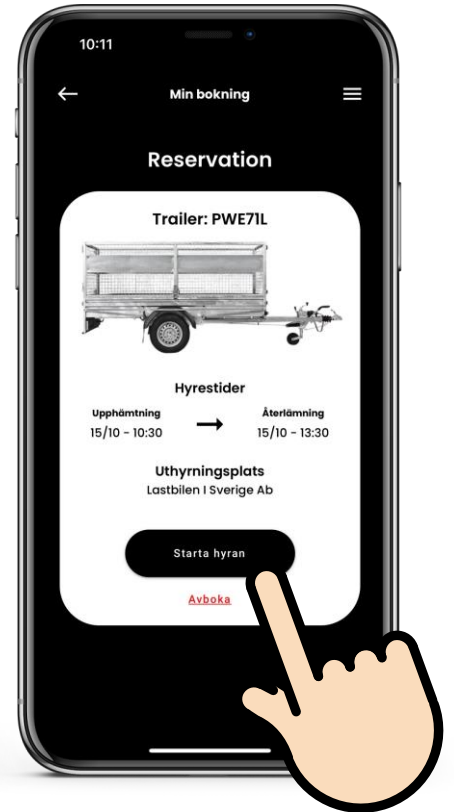 10:11
Min bokning
Reservation
Trailer: PWE71L
Hyrestider
Upphämtning
Återlämning
15/10 - 10:30
15/10 - 13:30
Uthyrningsplats
Lastbilen I Sverige Ab
Starta hyran
Avboka